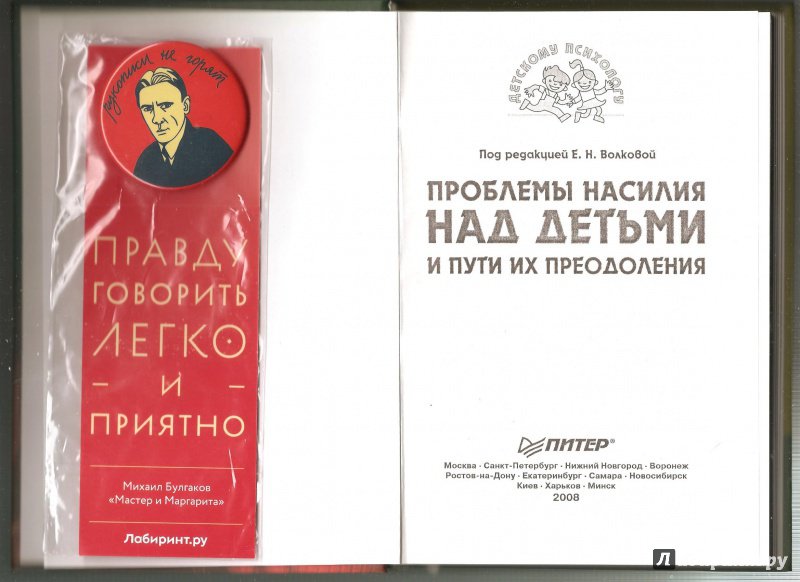 рукописи не горят
ПРАВДУ
ГОВОРИТЬ
ЛЕГКО
– И –
ПРИЯТНО
Михаил Булгаков
«Мастер и Маргарита»
Лабиринт.ру
ДЕТСКОМУ ПСИХОЛОГУ
Под редакцией Е. Н. Волковой
ПРОБЛЕМЫ НАСИЛИЯ
НАД ДЕТЬМИ
И ПУТИ ИХ ПРЕОДОЛЕНИЯ
ПИТЕР®
Москва · Санкт-Петербург · Нижний Новгород · Воронеж
Ростов-на-Дону · Екатеринбург · Самара · Новосибирск
Киев · Харьков · Минск
2008
Лабиринт.ру